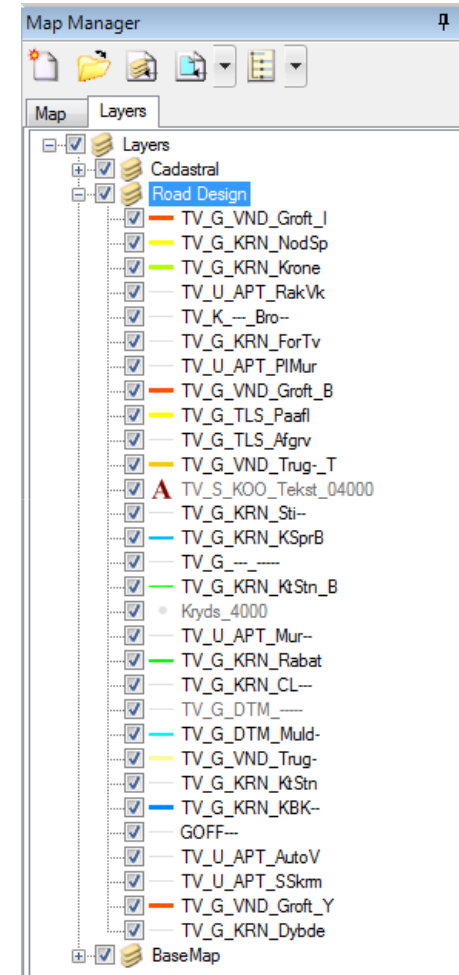 Map Manager
Map Layers
Layers
Cadastral
Road Design
TV_G_VND_Groft_I
TV_G_KRN_NodSp
TV_G_KRN_Krone
TV_U_APT_RakVk
TV_K_---_Bro--
TV_G_KRN_ForTv
TV_U_APT_PlMur
TV_G_VND_Groft_B
TV_G_TLS_Paafl
TV_G_TLS_Afgrv
TV_G_VND_Trug-_T
A TV_S_KOO_Tekst_04000
TV_G_KRN_Sti--
TV_G_KRN_KSprB
TV_G_---_-----
TV_G_KRN_KtStn_B
Kryds_4000
TV_U_APT_Mur--
TV_G_KRN_Rabat
TV_G_KRN_CL---
TV_G_DTM_-----
TV_G_DTM_Muld-
TV_G_VND_Trug-
TV_G_KRN_KtStn
TV_G_KRN_KBK--
GOFF---
TV_U_APT_AutoV
TV_U_APT_SSkrm
TV_G_VND_Groft_Y
TV_G_KRN_Dybde
BaseMap